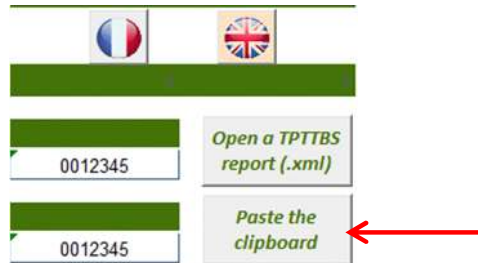 Open a TPTTBS
0012345 report (.xml)
Paste the
0012345 clipboard